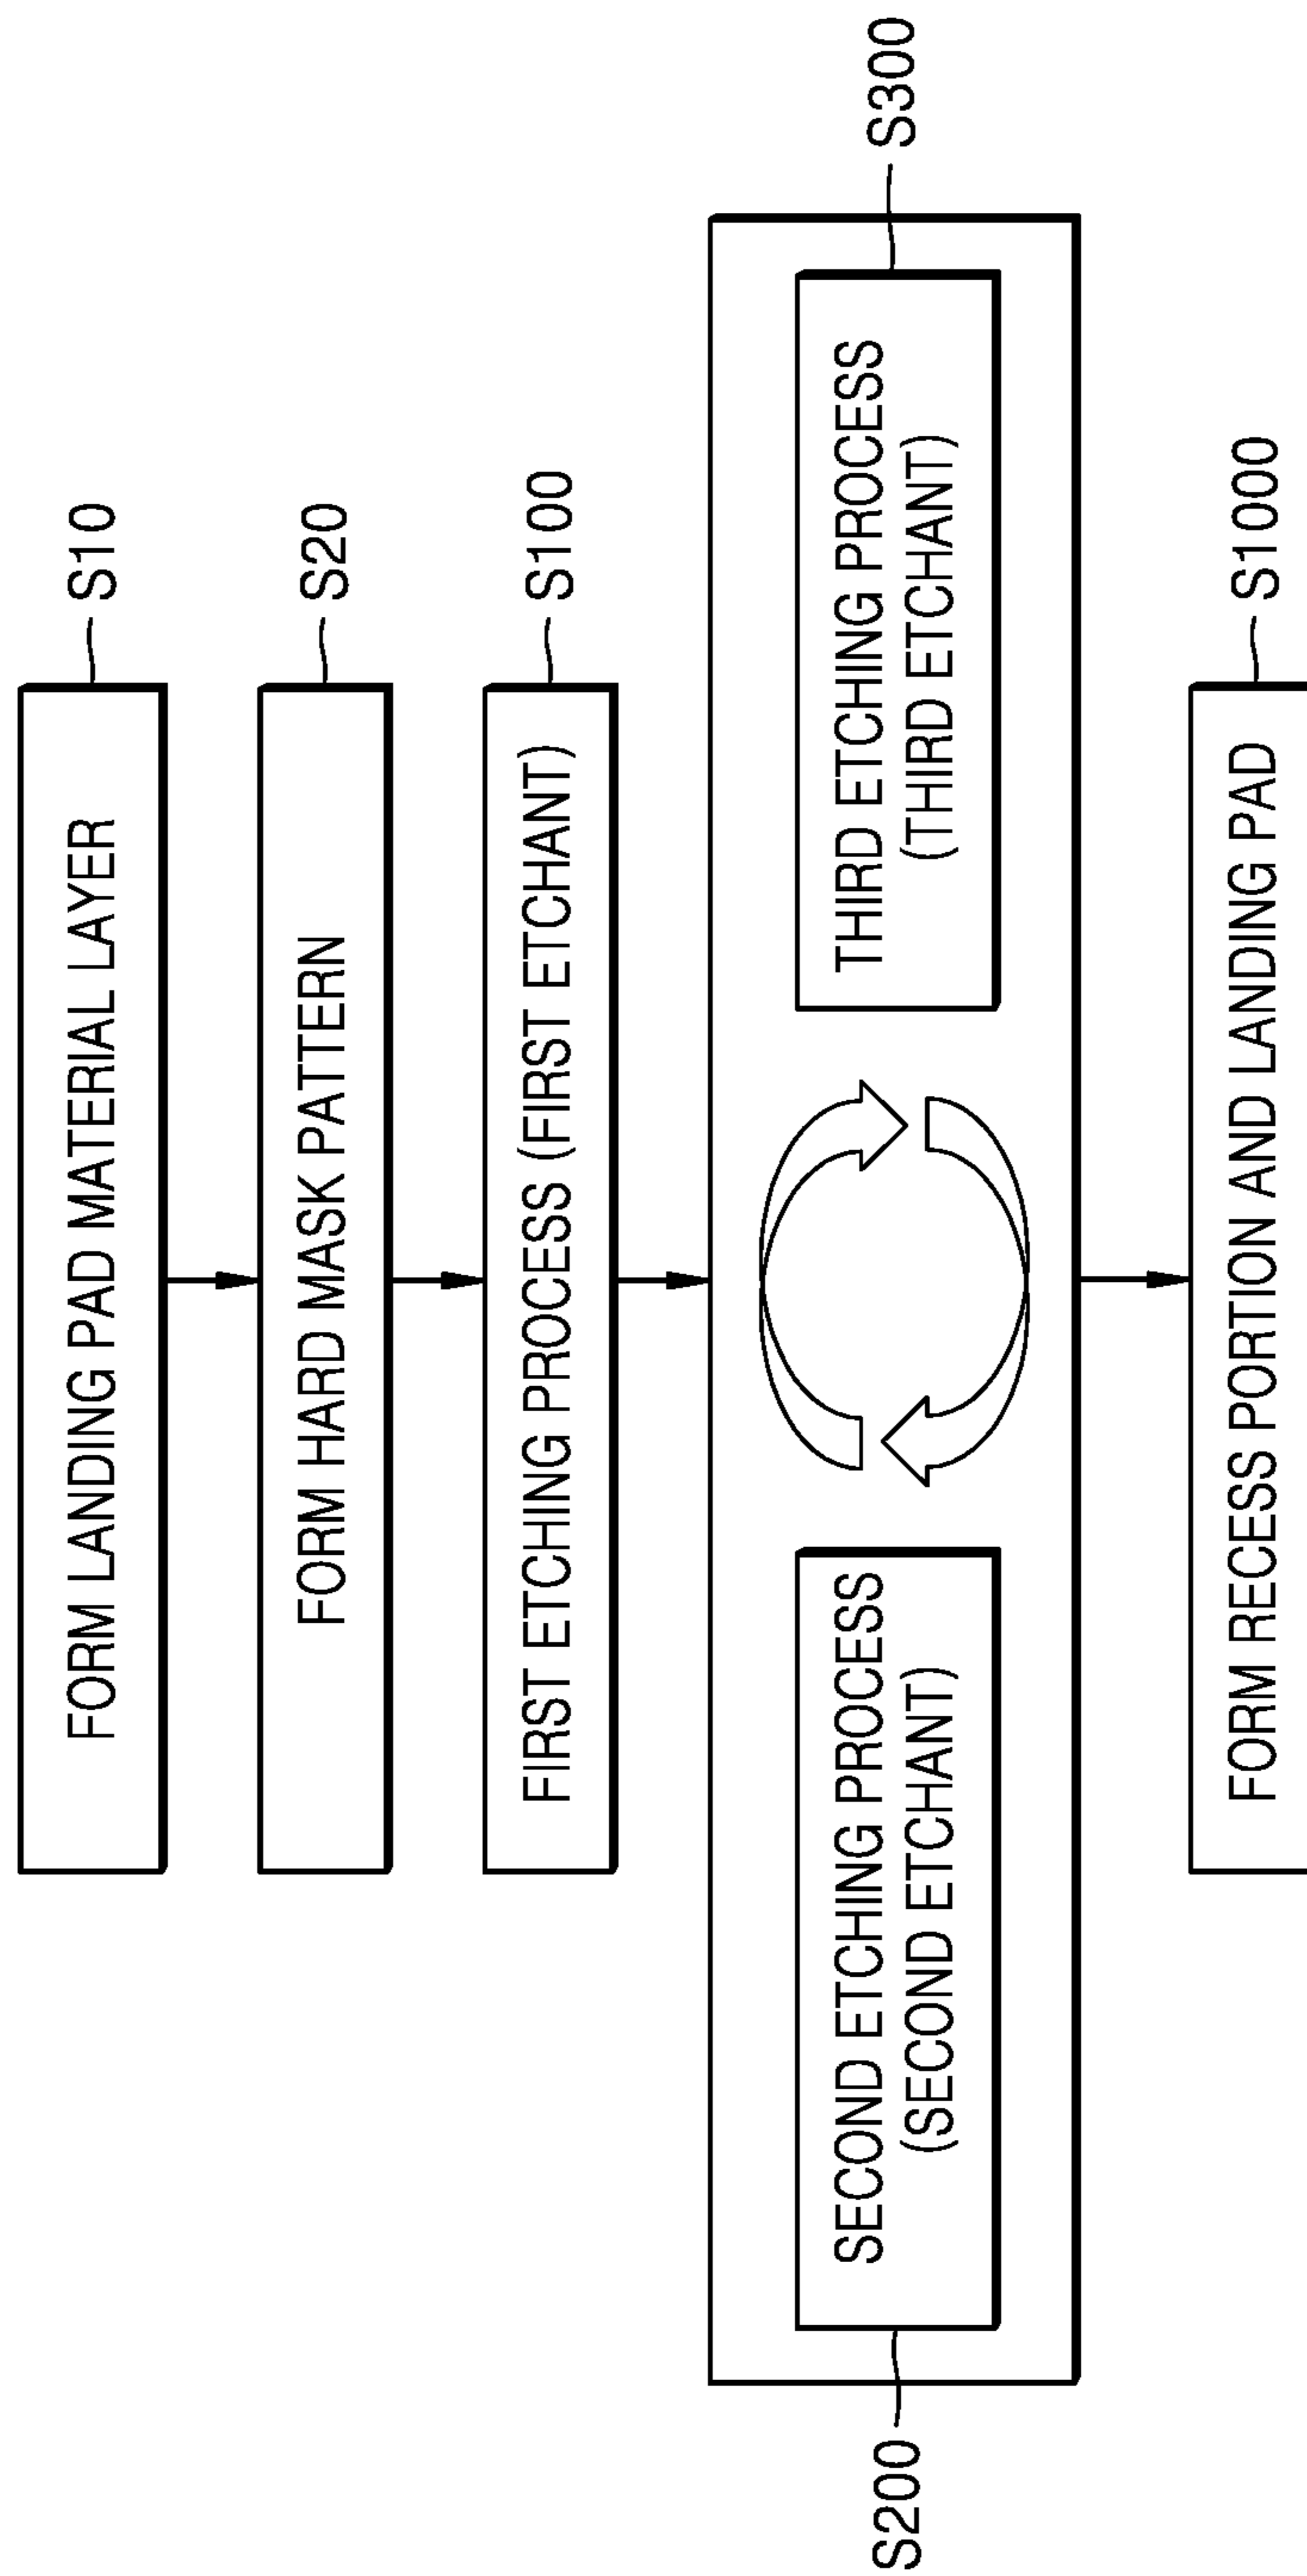 FORM LANDING PAD MATERIAL LAYER
S10
FORM HARD MASK PATTERN
S20
FIRST ETCHING PROCESS (FIRST ETCHANT)
S100
S200
SECOND ETCHING PROCESS
(SECOND ETCHANT)
THIRD ETCHING PROCESS
(THIRD ETCHANT)
S300
FORM RECESS PORTION AND LANDING PAD
S1000